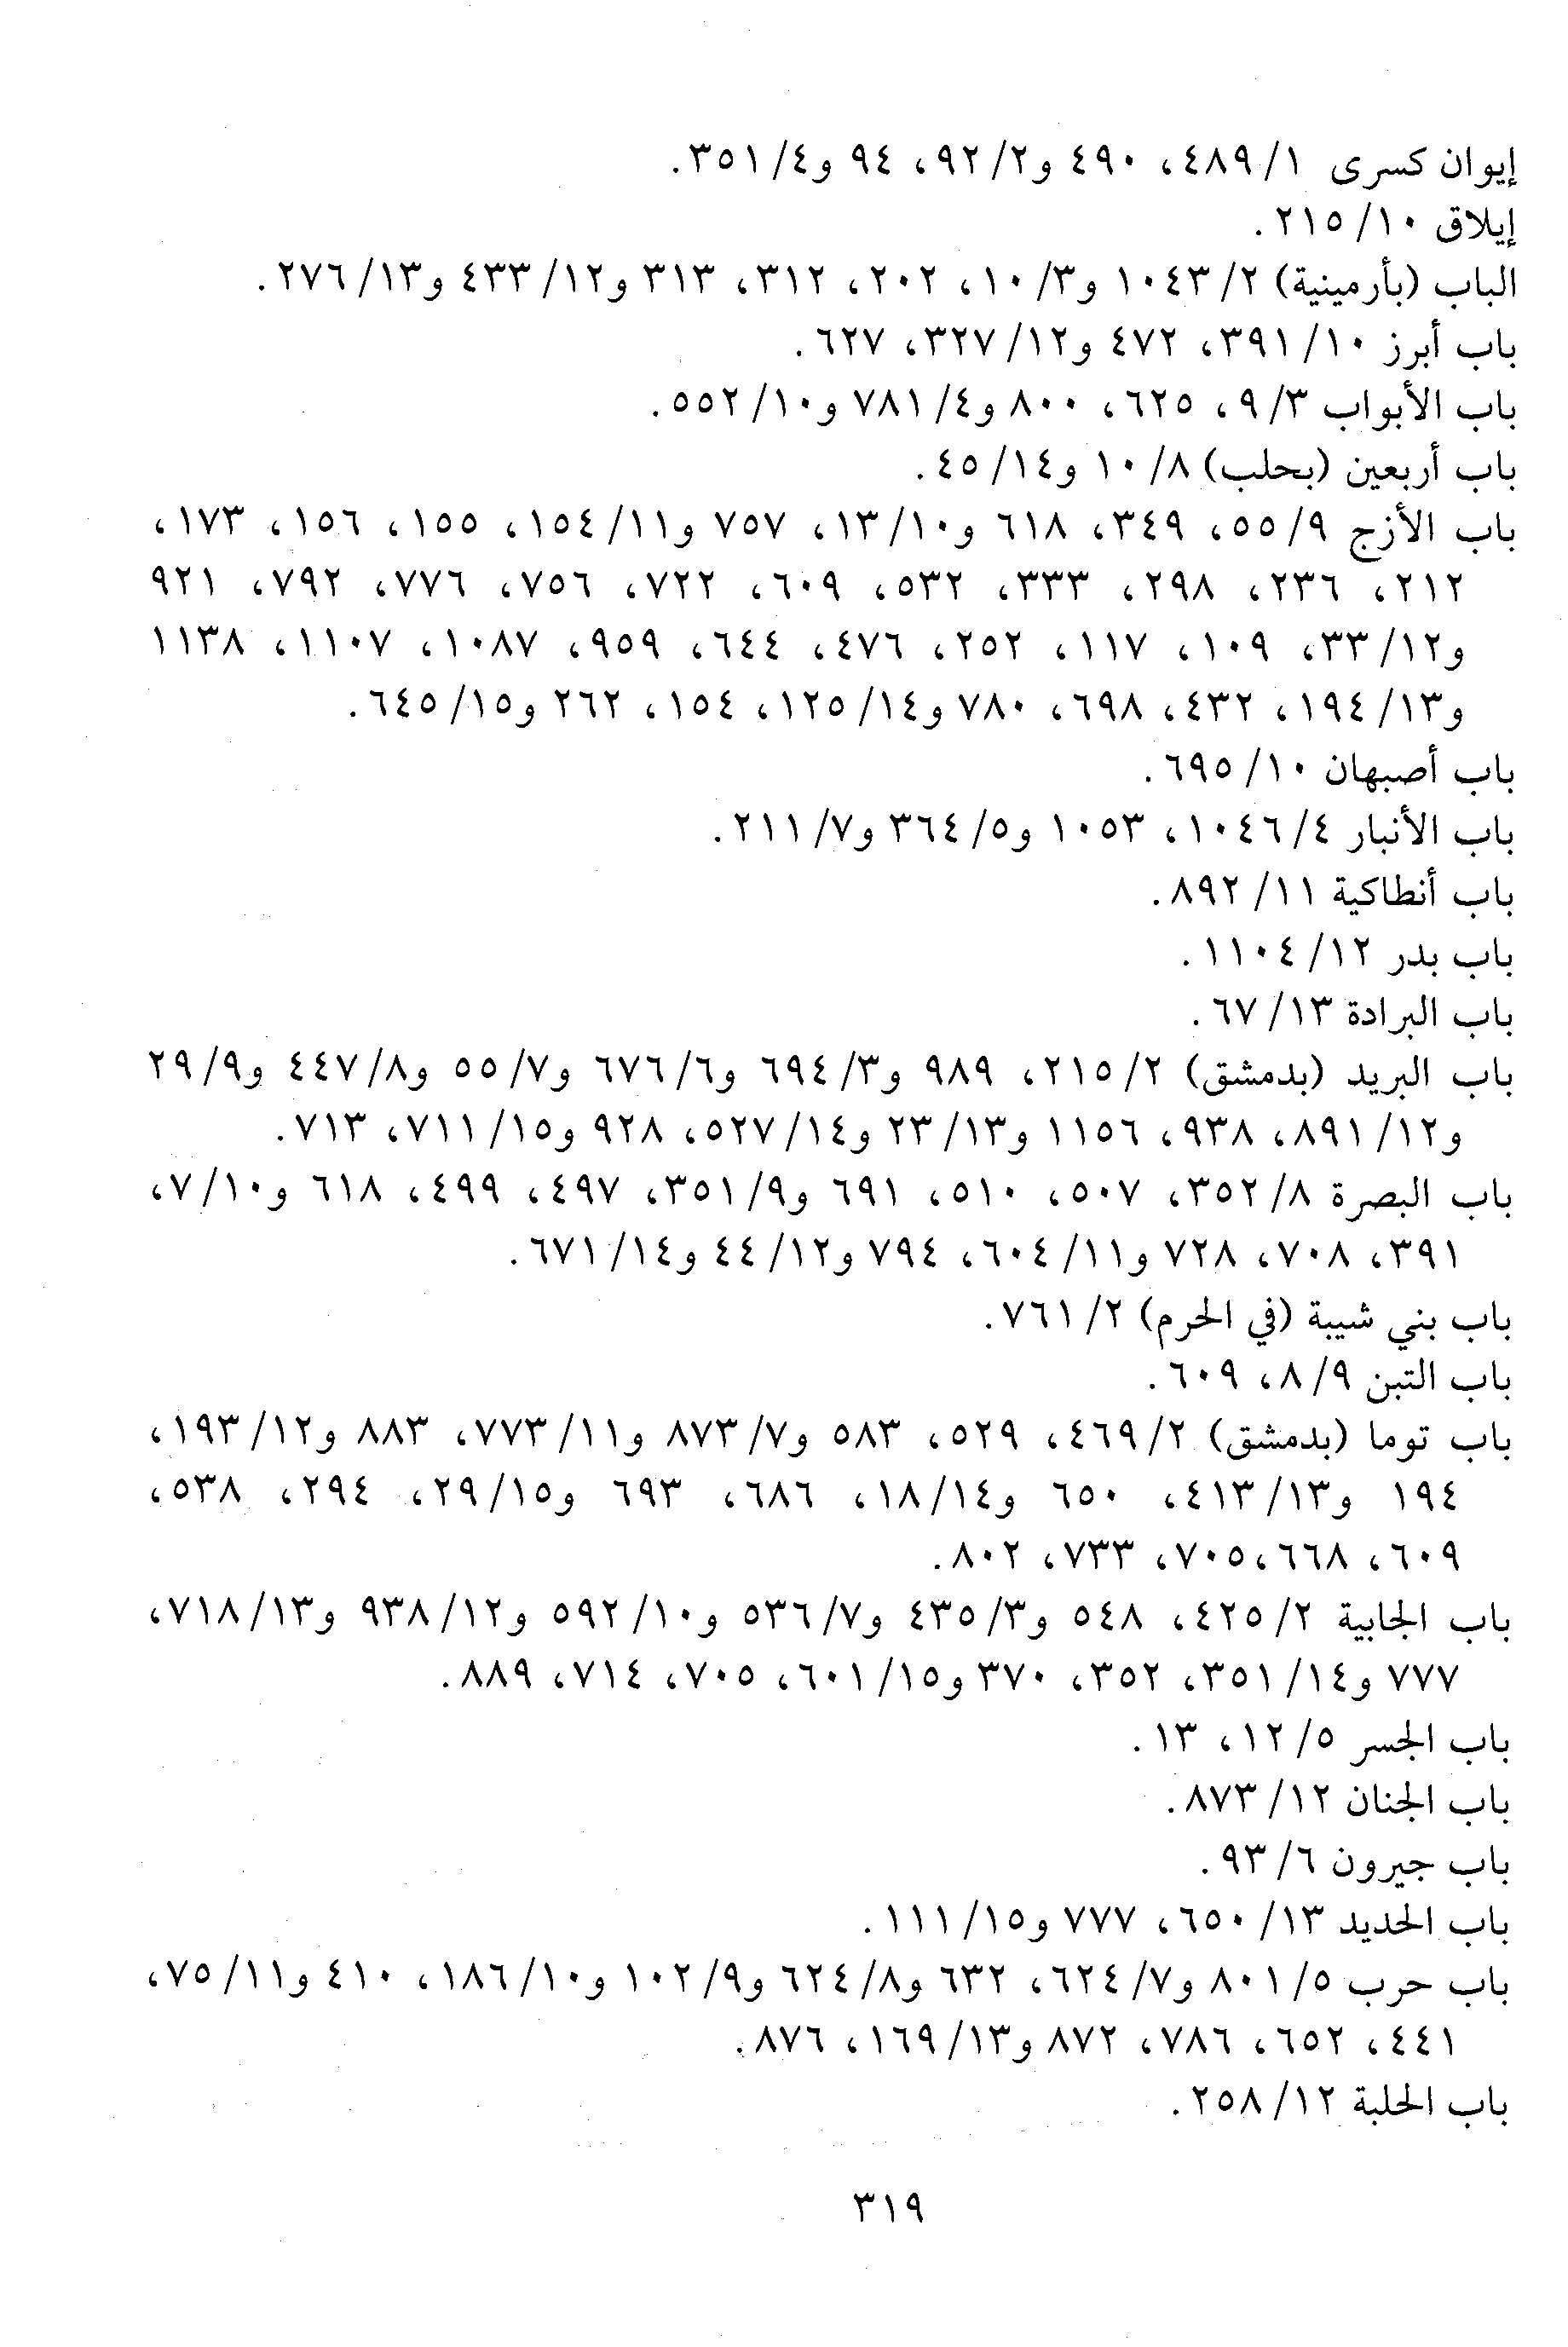 إيوان كسرى ١/ ٤٨٩، ٤٩٠ و٢/ ٩٢، ٩٤ و٤/ ٣٥١.
إيلاق ١٠/ ٢١٥.
الباب (بأرمينية) ٢/ ١٠٤٣ و٣/ ١٠، ٢٠٢، ٣١٢، ٣١٣ و١٢/ ٤٣٣ و١٣/ ٢٧٦.
باب أبرز ١٠/ ٣٩١، ٤٧٢ و١٢/ ٣٢٧، ٦٢٧.
باب الأبواب ٣/ ٩، ٦٢٥، ٨٠٠ و٤/ ٧٨١ و١٠/ ٥٥٢.
باب أربعين (بحلب) ٨/ ١٠ و١٤/ ٤٥.
باب الأزج ٩/ ٥٥، ٣٤٩، ٦١٨ و١٠/ ١٣، ٧٥٧ و١١/ ١٥٤، ١٥٥، ١٥٦، ١٧٣،
٢١٢، ٢٣٦، ٢٩٨، ٣٣٣، ٥٣٢، ٦٠٩، ٧٢٢، ٧٥٦، ٧٧٦، ٧٩٢، ٩٢١
و١٢/ ٣٣، ١٠٩، ١١٧، ٢٥٢، ٤٧٦، ٦٤٤، ٩٥٩، ١٠٨٧، ١١٠٧، ١١٣٨
و١٣/ ١٩٤، ٤٣٢، ٦٩٨، ٧٨٠ و١٤/ ١٢٥، ١٥٤، ٢٦٢ و١٥/ ٦٤٥.
باب أصبهان ١٠/ ٦٩٥.
باب الأنبار ٤/ ١٠٤٦، ١٠٥٣ و٥/ ٣٦٤ و٧/ ٢١١.
باب أنطاكية ١١/ ٨٩٢.
باب بدر ١٢/ ١١٠٤.
باب البرادة ١٣/ ٦٧.
باب البريد (بدمشق) ٢/ ٢١٥، ٩٨٩ و٣/ ٦٩٤ و٦/ ٦٧٦ و٧/ ٥٥ و٨/ ٤٤٧ و٩/ ٢٩
و١٢/ ٨٩١، ٩٣٨، ١١٥٦ و١٣/ ٢٣ و١٤/ ٥٢٧، ٩٢٨ و١٥/ ٧١١، ٧١٣.
باب البصرة ٨/ ٣٥٢، ٥٠٧، ٥١٠، ٦٩١ و٩/ ٣٥١، ٤٩٧، ٤٩٩، ٦١٨ و١٠/ ٧،
٣٩١، ٧٠٨، ٧٢٨ و١١/ ٦٠٤، ٧٩٤ و١٢/ ٤٤ و١٤/ ٦٧١.
باب بني شيبة (في الحرم) ٢/ ٧٦١.
باب التبن ٩/ ٨، ٦٠٩.
باب توما (بدمشق) ٢/ ٤٦٩، ٥٢٩، ٥٨٣ و٧/ ٨٧٣ و١١/ ٧٧٣، ٨٨٣ و١٢/ ١٩٣،
١٩٤ و١٣/ ٤١٣، ٦٥٠ و١٤/ ١٨، ٦٨٦، ٦٩٣ و١٥/ ٢٩، ٢٩٤، ٥٣٨،
٦٠٩، ٦٦٨،٧٠٥، ٧٣٣، ٨٠٢.
باب الجابية ٢/ ٤٢٥، ٥٤٨ و٣/ ٤٣٥ و٧/ ٥٣٦ و١٠/ ٥٩٢ و١٢/ ٩٣٨ و١٣/ ٧١٨،
٧٧٧ و١٤/ ٣٥١، ٣٥٢، ٣٧٠ و١٥/ ٦٠١، ٧٠٥، ٧١٤، ٨٨٩.
باب الجسر ٥/ ١٢، ١٣.
باب الجنان ١٢/ ٨٧٣.
باب جيرون ٦/ ٩٣.
باب الحديد ١٣/ ٦٥٠، ٧٧٧ و١٥/ ١١١.
باب حرب ٥/ ٨٠١ و٧/ ٦٢٤، ٦٣٢ و٨/ ٦٢٤ و٩/ ١٠٢ و١٠/ ١٨٦، ٤١٠ و١١/ ٧٥،
٤٤١، ٦٥٢، ٧٨٦، ٨٧٢ و١٣/ ١٦٩، ٨٧٦.
باب الحلبة ١٢/ ٢٥٨.
٣١٩